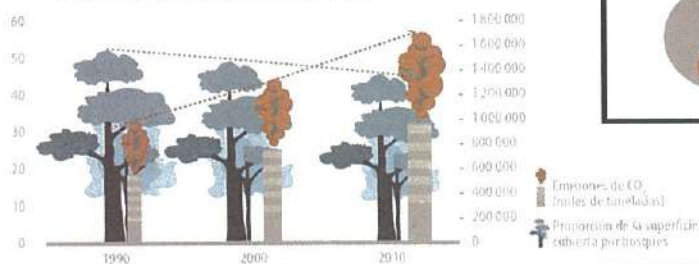 60
50
40
30
20
10
0
1990
2000
2010
1 800 000
1 600 000
1 400 000
1 200 000
1 000 000
800 000
600 000
400 000
200 000
0
Emisiones de CO
(miles de toneladas)
Proporción de la superficie
cubierta por bosques